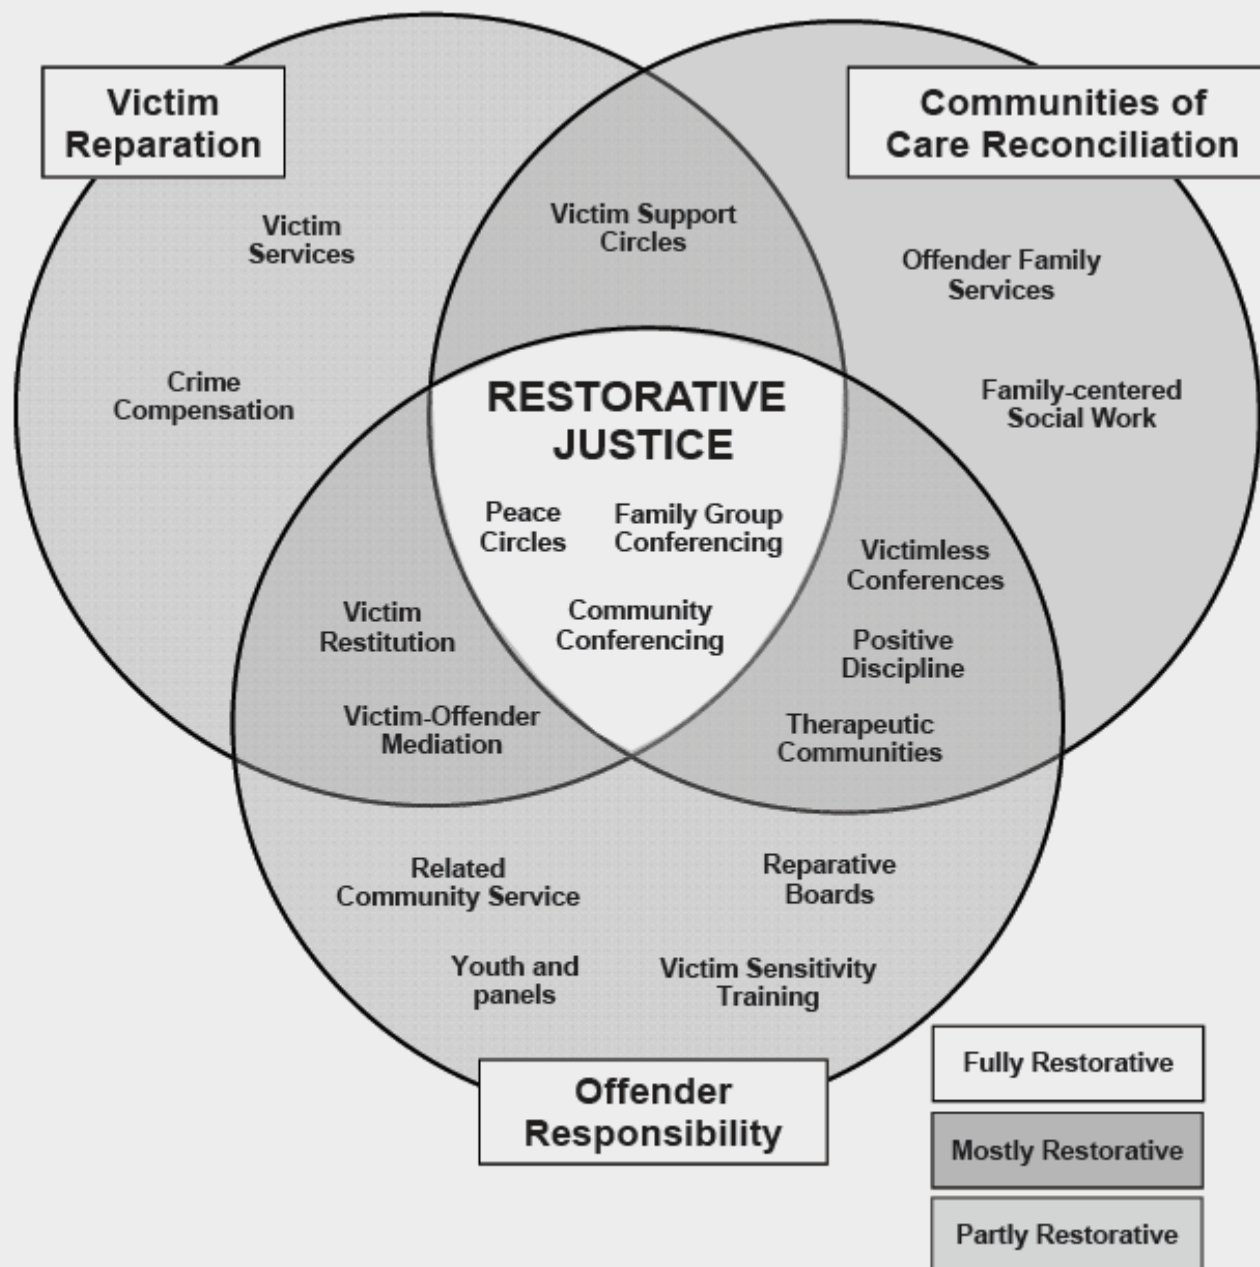 Victim
Reparation
Communities of
Care Reconciliation
Victim
Services
Victim Support
Circles
Offender Family
Services
Crime
Compensation
Family-centered
Social Work
RESTORATIVE
JUSTICE
Peace
Circles
Family Group
Conferencing
Community
Conferencing
Victimless
Conferences
Positive
Discipline
Therapeutic
Communities
Victim
Restitution
Victim-Offender
Mediation
Related
Community Service
Reparative
Boards
Youth and
panels
Victim Sensitivity
Training
Offender
Responsibility
Fully Restorative
Mostly Restorative
Partly Restorative